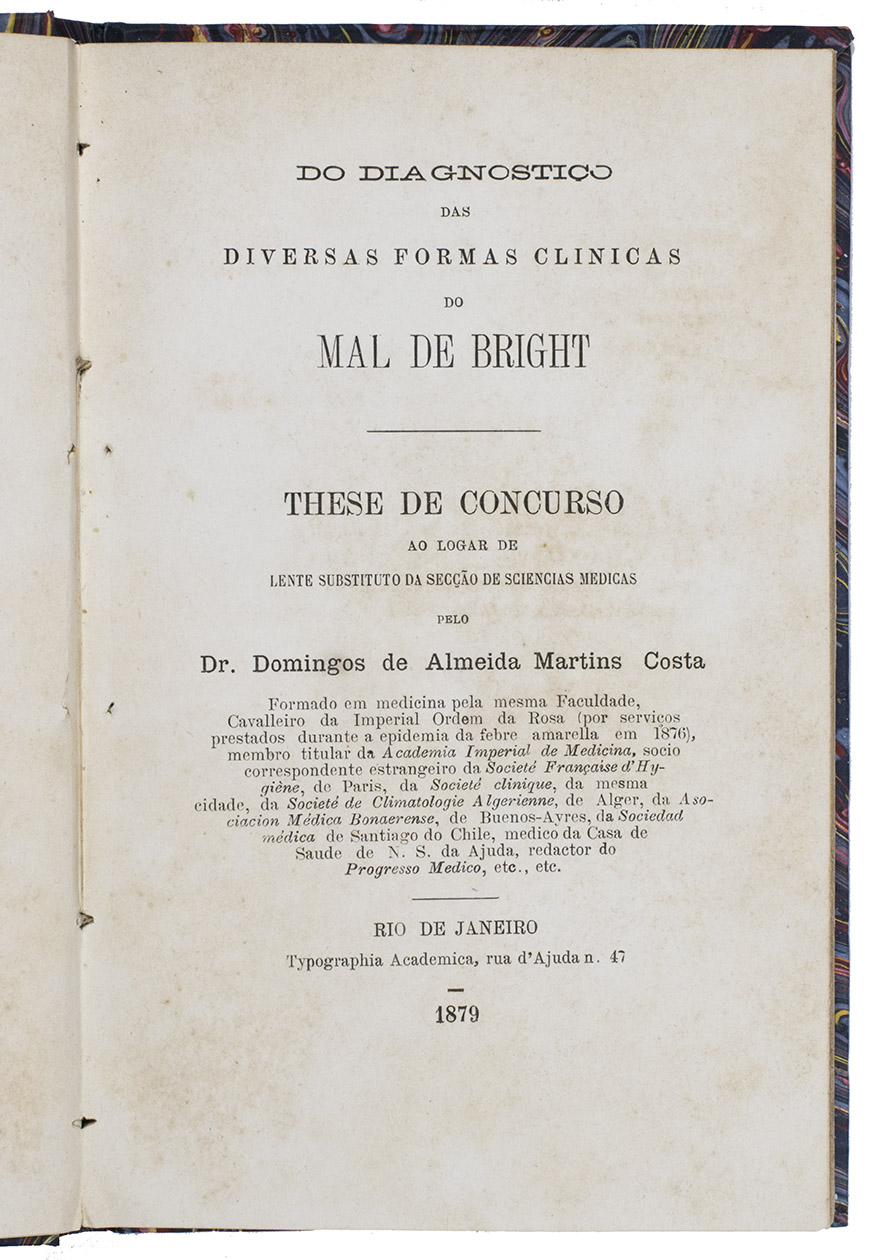 DO DIAGNOSTIÇO
DAS
DIVERSAS FORMAS CLINICAS
DO
MAL DE BRIGHT
THESE DE CONCURSO
AO LOGAR DE
LENTE SUBSTITUTO DA SECÇÃO DE SCIENCIAS MEDICAS
PELO
Dr. Domingos de Almeida Martins Costa
Formado em medicina pela mesma Faculdade,
Cavalleiro da Imperial Ordem da Rosa (por serviços
prestados durante a epidemia da febre amarella em 1876),
membro titular da Academia Imperial de Medicina, socio
correspondente estrangeiro da Societé Française d'Hy-
giène, de Paris, da Societé clinique, da mesma
cidade, da Societé de Climatologie Algerienne, de Alger, da Aso-
ciacion Médica Bonaerense, de Buenos-Ayres, da Sociedad
médica de Santiago do Chile, medico da Casa de
Saude de N. S. da Ajuda, redactor do
Progresso Medico, etc., etc.
RIO DE JANEIRO
Typographia Academica, rua d'Ajuda n. 47
1879